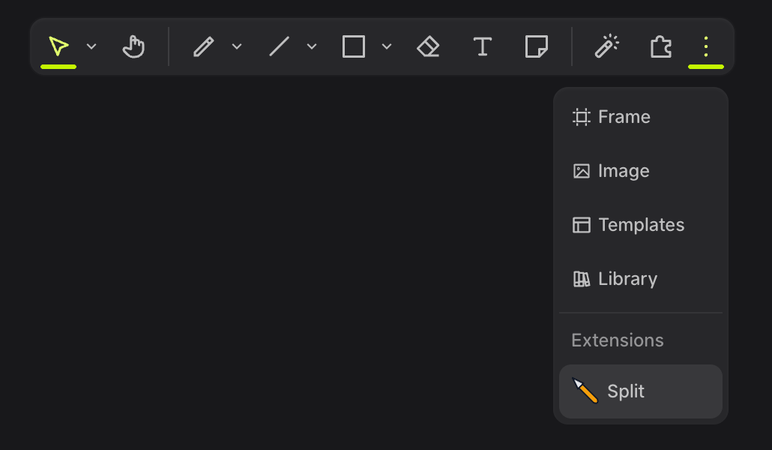 Frame
Image
Templates
Library
Extensions
Split